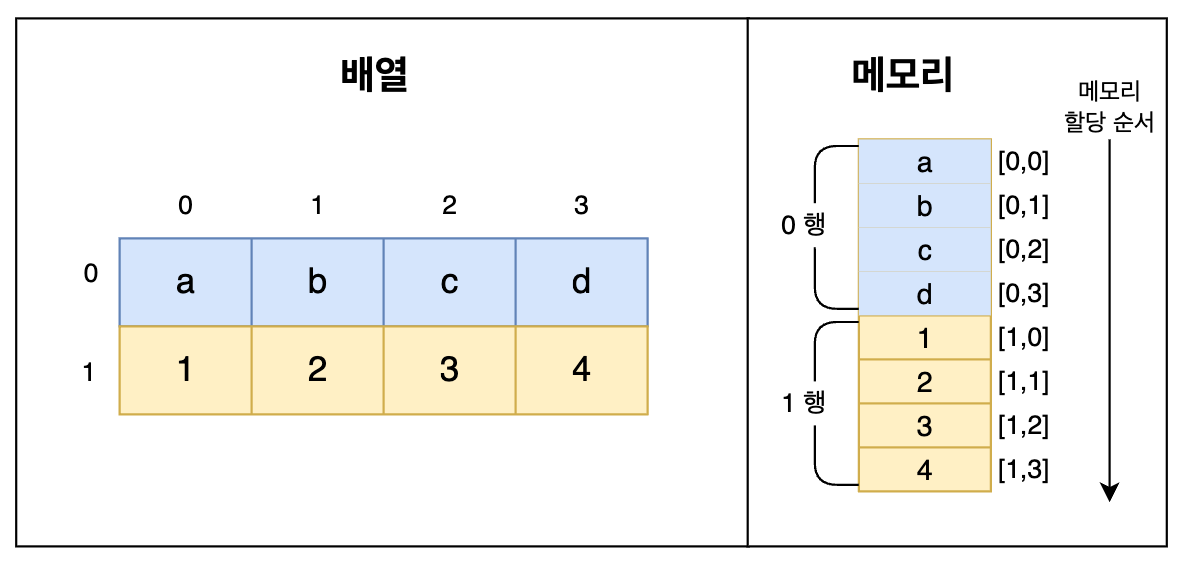 배열
0 1 2 3
0 a b c d
1 1 2 3 4
메모리
메모리
할당 순서
0 행
a [0,0]
b [0,1]
c [0,2]
d [0,3]
1 행
1 [1,0]
2 [1,1]
3 [1,2]
4 [1,3]